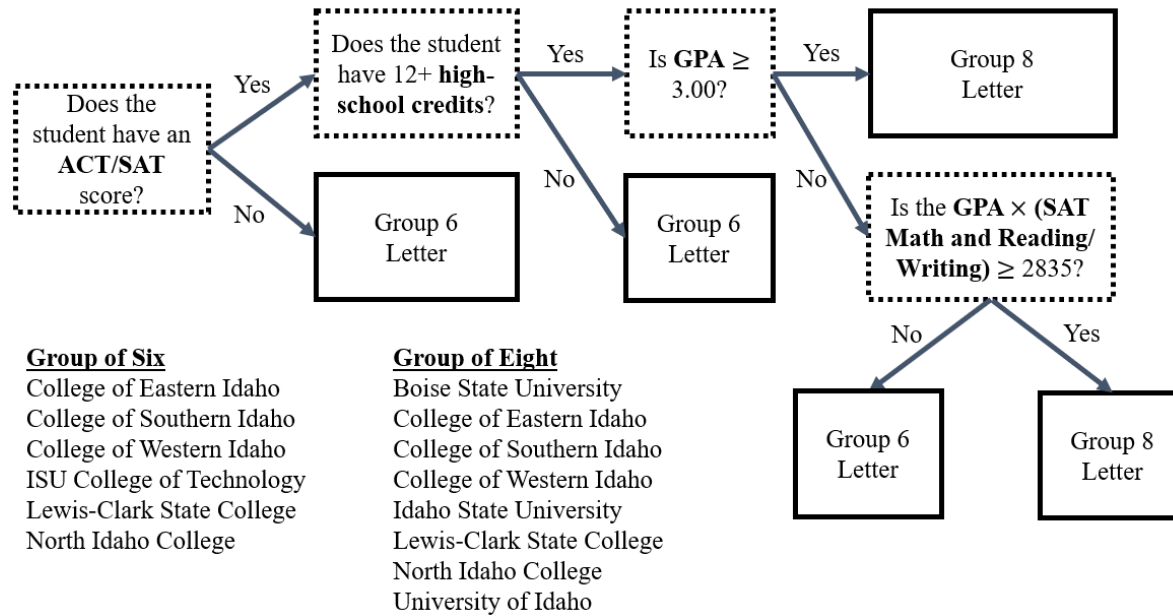 Does the
student have an
ACT/SAT
score?
Yes
No
Does the student
have 12+ high-
school credits?
Group 6
Letter
Yes
No
Is GPA ≥
3.00?
Group 6
Letter
Yes
No
Group 8
Letter
Is the GPA × (SAT
Math and Reading/
Writing) ≥ 2835?
No
Yes
Group 6
Letter
Group 8
Letter
Group of Six
College of Eastern Idaho
College of Southern Idaho
College of Western Idaho
ISU College of Technology
Lewis-Clark State College
North Idaho College
Group of Eight
Boise State University
College of Eastern Idaho
College of Southern Idaho
College of Western Idaho
Idaho State University
Lewis-Clark State College
North Idaho College
University of Idaho